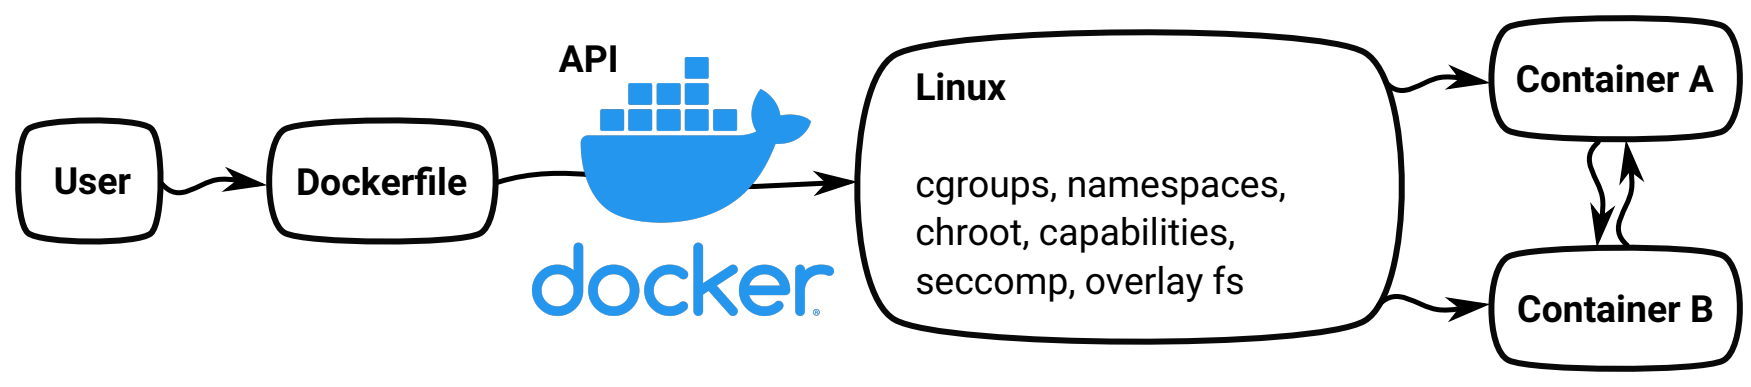 User
Dockerfile
API
docker®
Linux
cgroups, namespaces,
chroot, capabilities,
seccomp, overlay fs
Container A
Container B